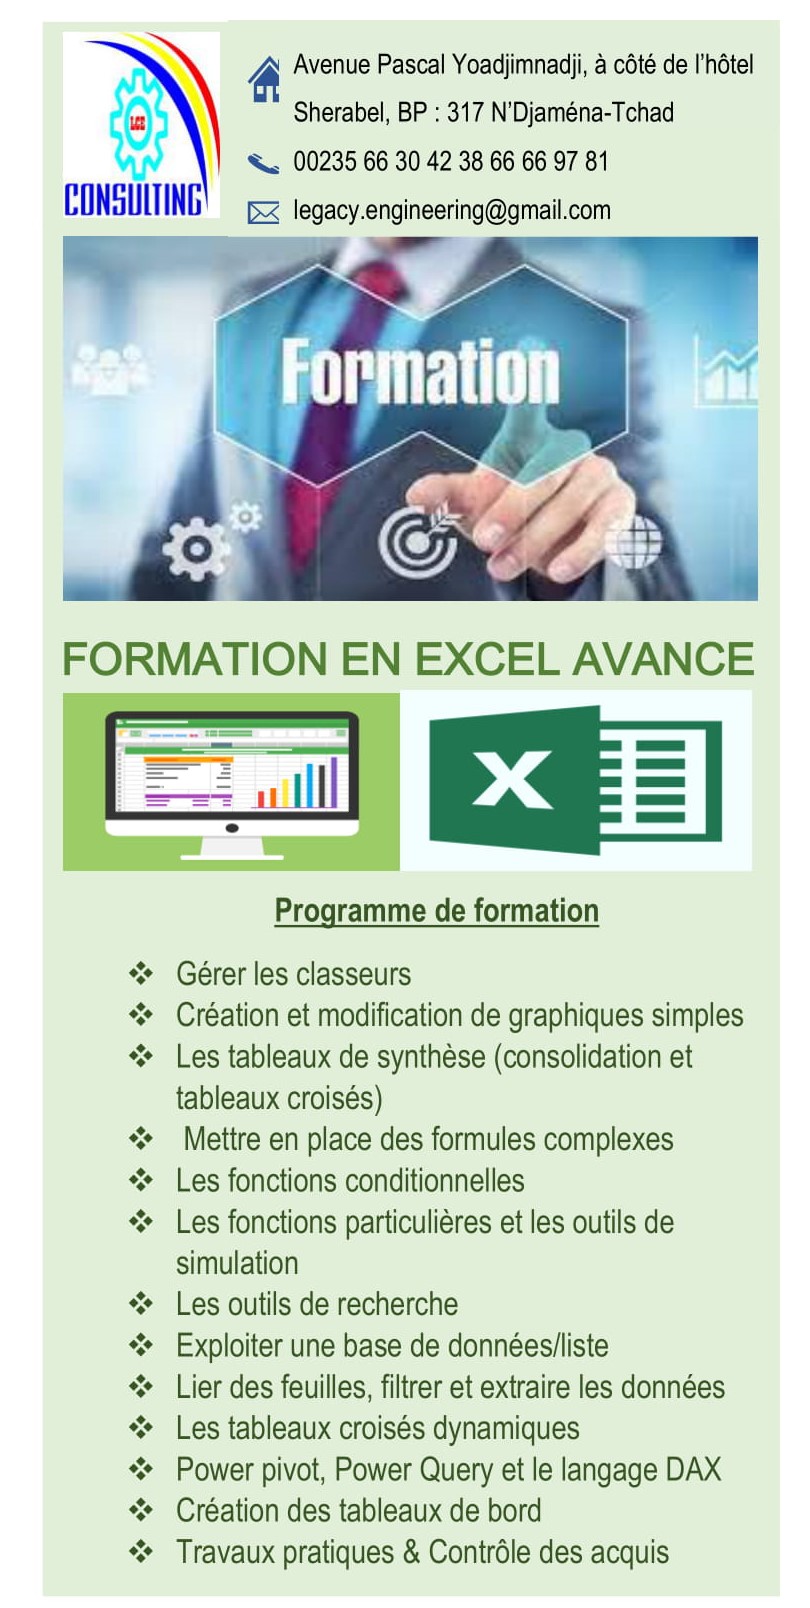 LCE
CONSULTING
Avenue Pascal Yoadjimnadji, à côté de l'hôtel
Sherabel, BP : 317 N'Djaména-Tchad
00235 66 30 42 38 66 66 97 81
legacy.engineering@gmail.com
Formation
FORMATION EN EXCEL AVANCE
X
Programme de formation
❖ Gérer les classeurs
❖ Création et modification de graphiques simples
❖ Les tableaux de synthèse (consolidation et
tableaux croisés)
❖ Mettre en place des formules complexes
❖ Les fonctions conditionnelles
❖ Les fonctions particulières et les outils de
simulation
❖ Les outils de recherche
❖ Exploiter une base de données/liste
❖ Lier des feuilles, filtrer et extraire les données
❖ Les tableaux croisés dynamiques
❖ Power pivot, Power Query et le langage DAX
❖ Création des tableaux de bord
❖ Travaux pratiques & Contrôle des acquis